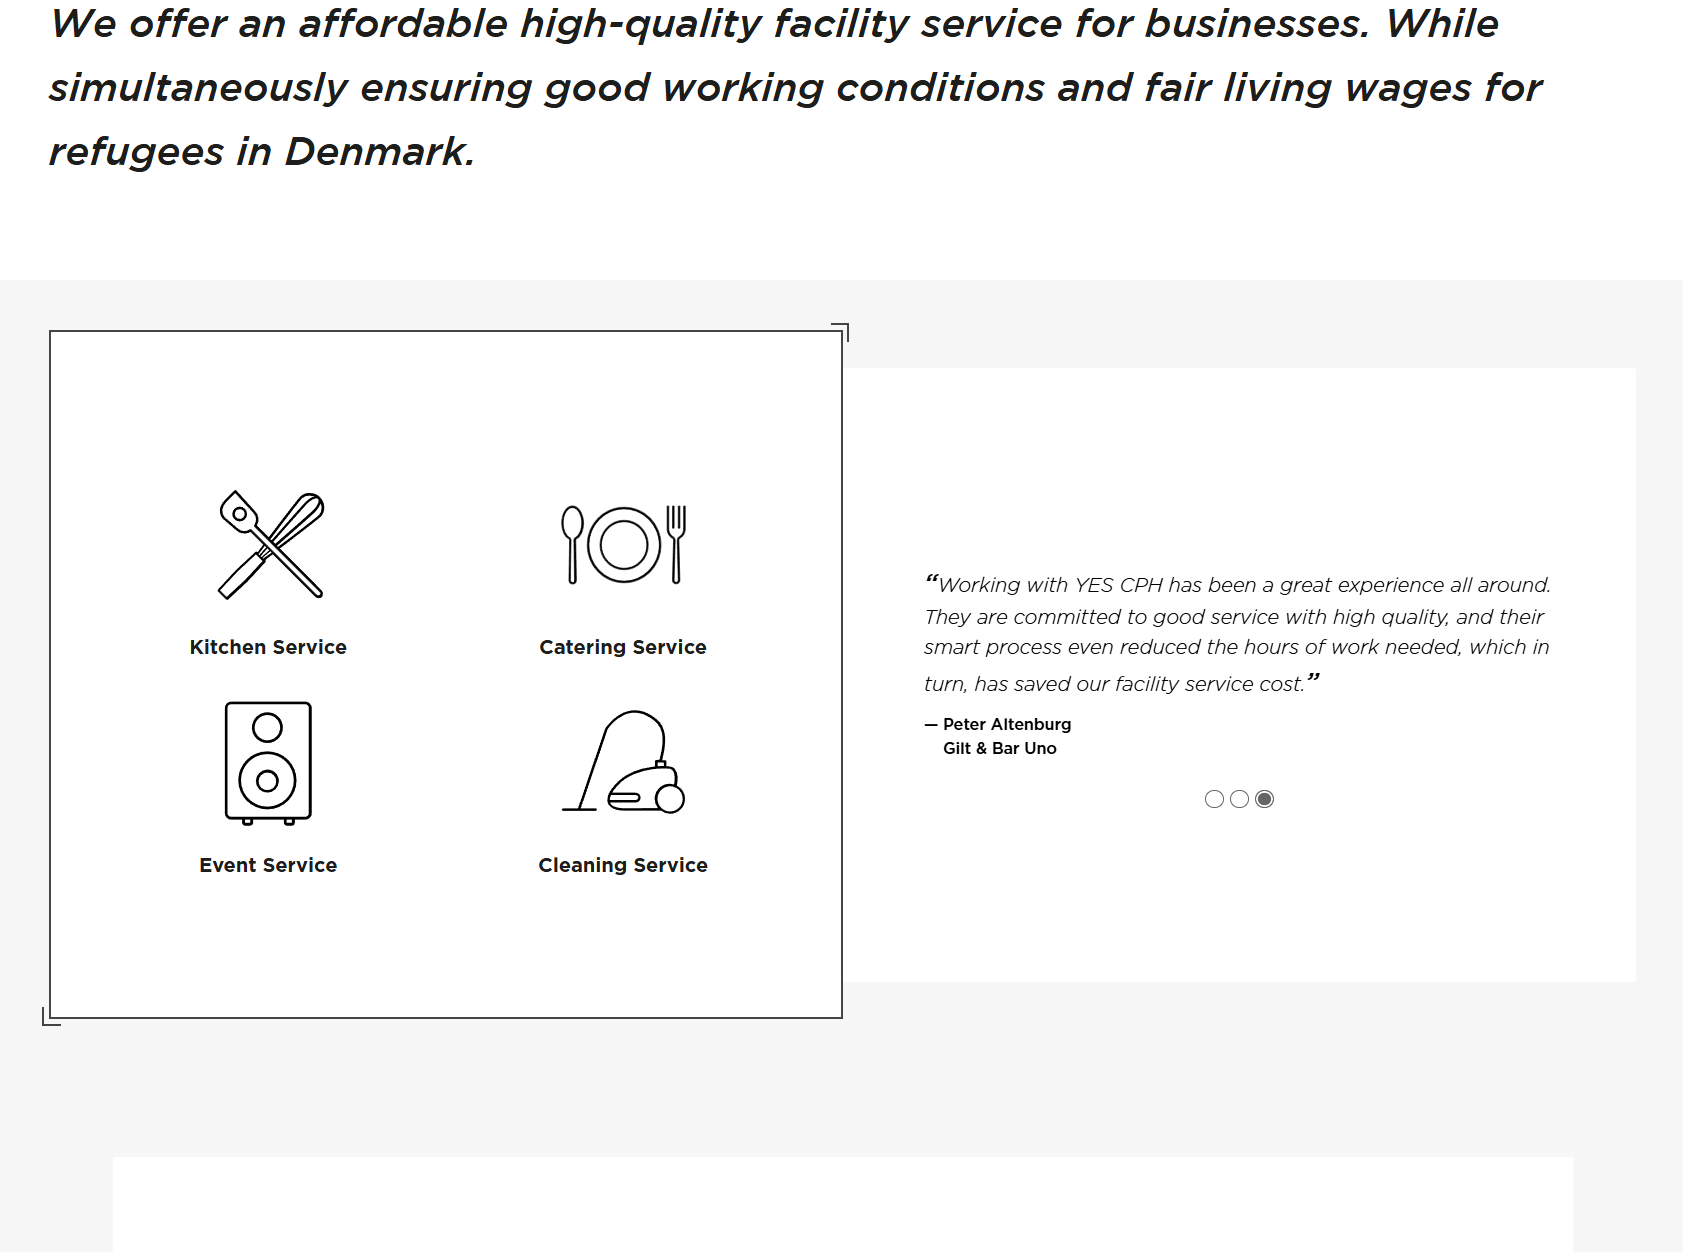 We offer an affordable high-quality facility service for businesses. While
simultaneously ensuring good working conditions and fair living wages for
refugees in Denmark.
Kitchen Service
Catering Service
Event Service
Cleaning Service
“Working with YES CPH has been a great experience all around.
They are committed to good service with high quality, and their
smart process even reduced the hours of work needed, which in
turn, has saved our facility service cost.”
— Peter Altenburg
Gilt & Bar Uno